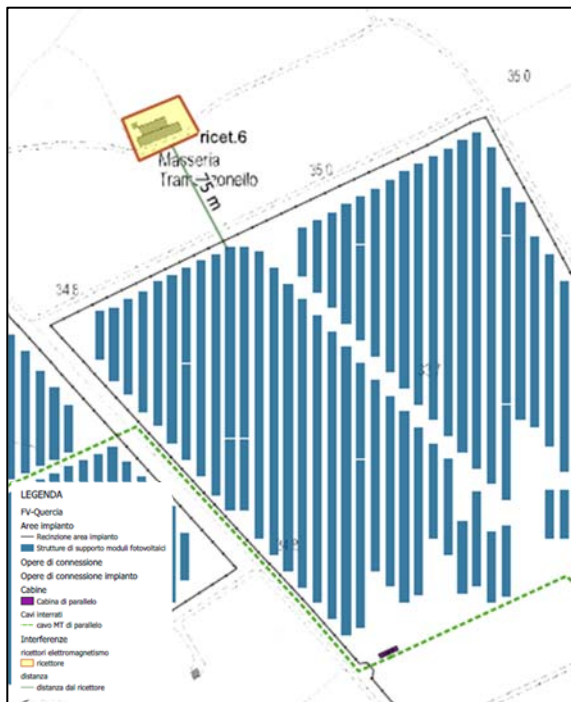 35.0
ricet.6
Masseria
35.0
75 m
34.8
34.8
LEGENDA
FV-Quercia
Aree impianto
Recinzione area impianto
Strutture di supporto moduli fotovoltaici
Opere di connessione
Opere di connessione impianto
Cabine
Cabina di parallelo
Cavi interrati
cavo MT di parallelo
Interferenze
ricettori elettromagnetismo
ricettore
distanza
distanza dal ricettore